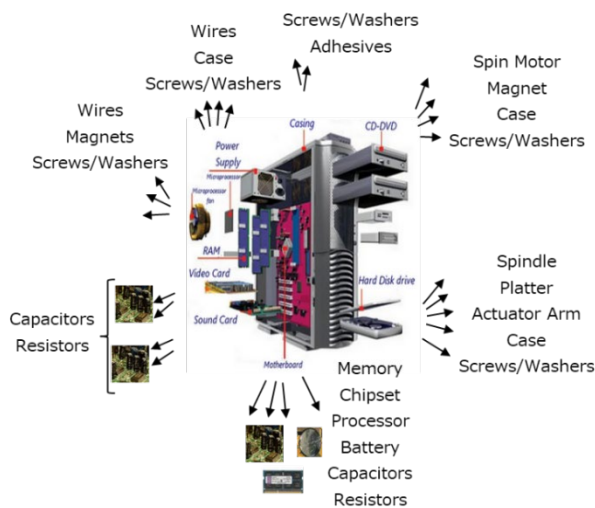 Screws/Washers
Adhesives
Wires
Case
Screws/Washers
Spin Motor
Magnet
Case
Screws/Washers
Wires
Magnets
Screws/Washers
Casing
CD-DVD
Power
Supply
Microprocessor
Microprocessor
fan
RAM
Video Card
Sound Card
Hard Disk drive
Motherboard
Capacitors
Resistors
Spindle
Platter
Actuator Arm
Case
Screws/Washers
Memory
Chipset
Processor
Battery
Capacitors
Resistors